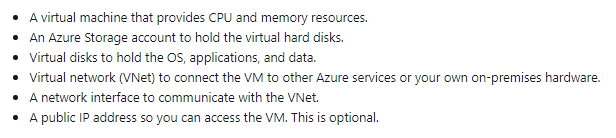 • A virtual machine that provides CPU and memory resources.
• An Azure Storage account to hold the virtual hard disks.
• Virtual disks to hold the OS, applications, and data.
• Virtual network (VNet) to connect the VM to other Azure services or your own on-premises hardware.
• A network interface to communicate with the VNet.
• A public IP address so you can access the VM. This is optional.